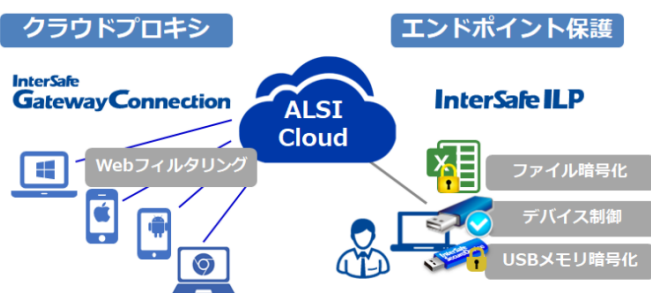 クラウドプロキシ
エンドポイント保護
InterSafe
GatewayConnection
ALSI
Cloud
InterSafe ILP
Webフィルタリング
ファイル暗号化
デバイス制御
USBメモリ暗号化